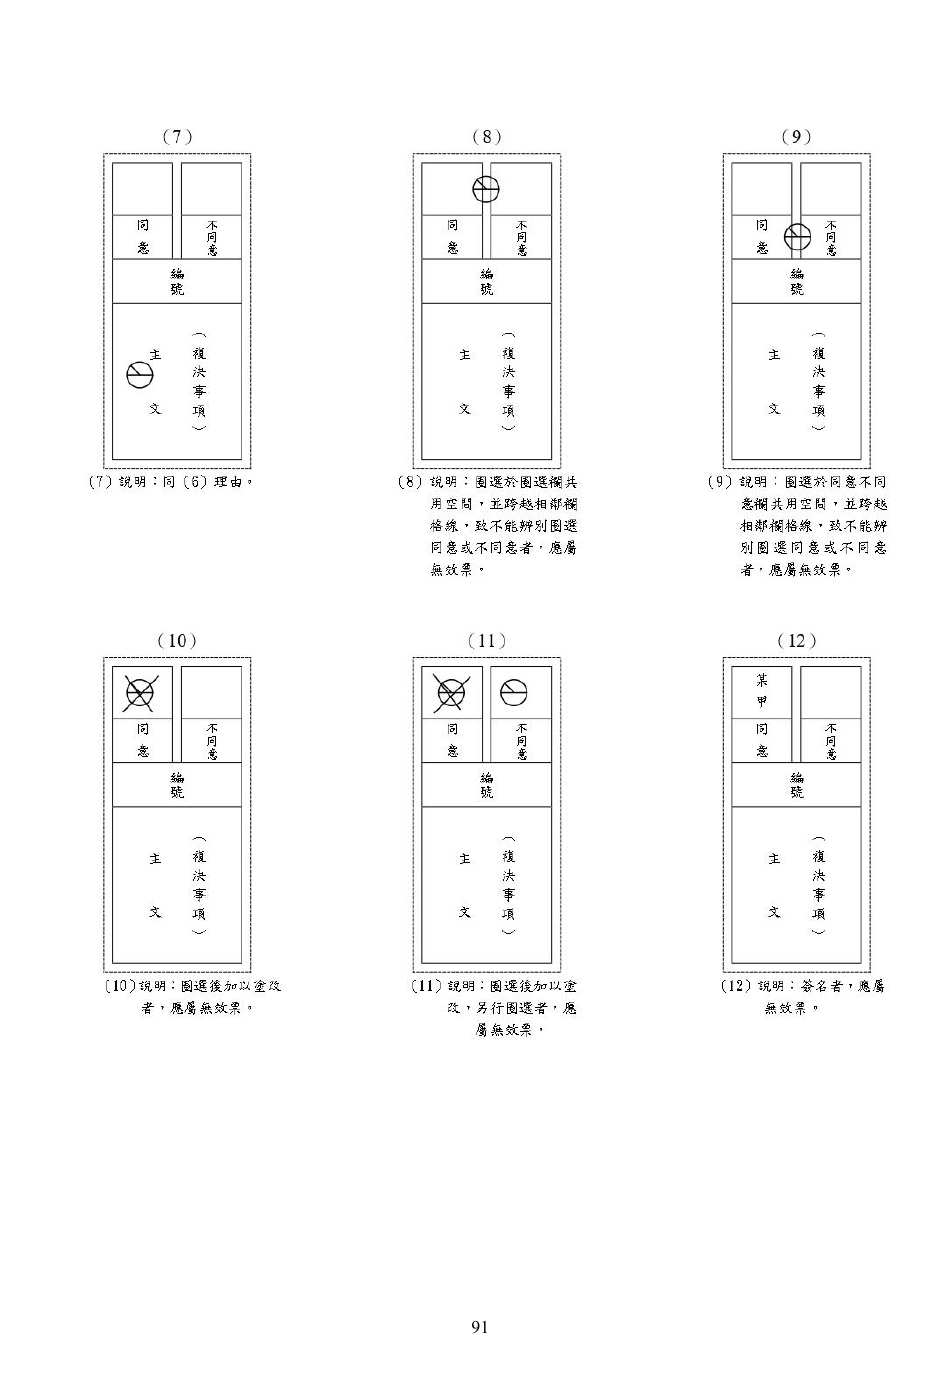 (7)
同意
不同意
編號
主文
(複決事項)
(7) 說明：同 (6) 理由。
(8)
同意
不同意
編號
主文
(複決事項)
(8) 說明：圈選於圈選欄共
用空間，並跨越相鄰欄
格線，致不能辨別圈選
同意或不同意者，應屬
無效票。
(9)
同意
不同意
編號
主文
(複決事項)
(9) 說明：圈選於同意不同
意欄共用空間，並跨越
相鄰欄格線，致不能辨
別圈選同意或不同意
者，應屬無效票。
(10)
同意
不同意
編號
主文
(複決事項)
(10) 說明：圈選後加以塗改
者，應屬無效票。
(11)
同意
不同意
編號
主文
(複決事項)
(11) 說明：圈選後加以塗
改，另行圈選者，應
屬無效票，
(12)
某甲
同意
不同意
編號
主文
(複決事項)
(12) 說明：簽名者，應屬
無效票。
91